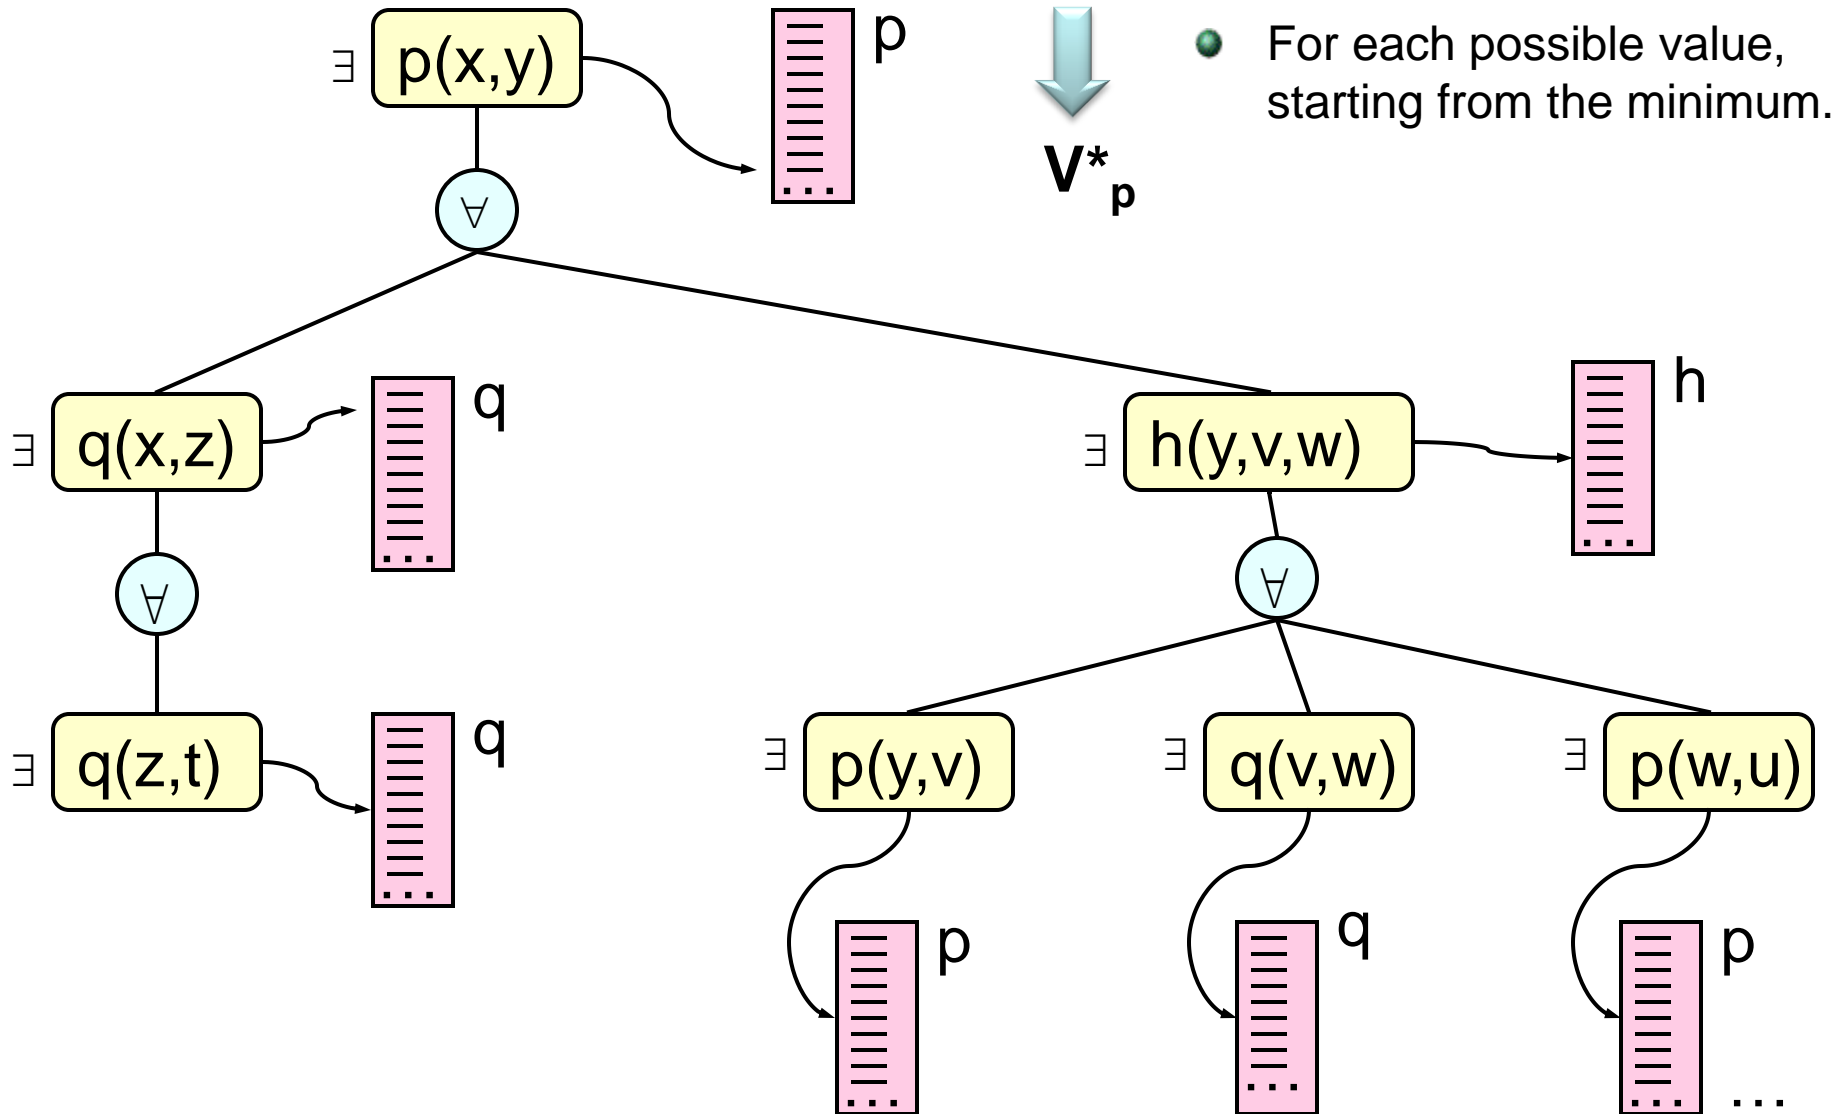 ∃ p(x,y)
p
...
V*p
For each possible value,
starting from the minimum.
∀
∃ q(x,z)
q
...
∃ h(y,v,w)
h
...
∀
∀
∃ q(z,t)
q
...
∃ p(y,v)
∃ q(v,w)
∃ p(w,u)
p
...
q
...
p
...
...